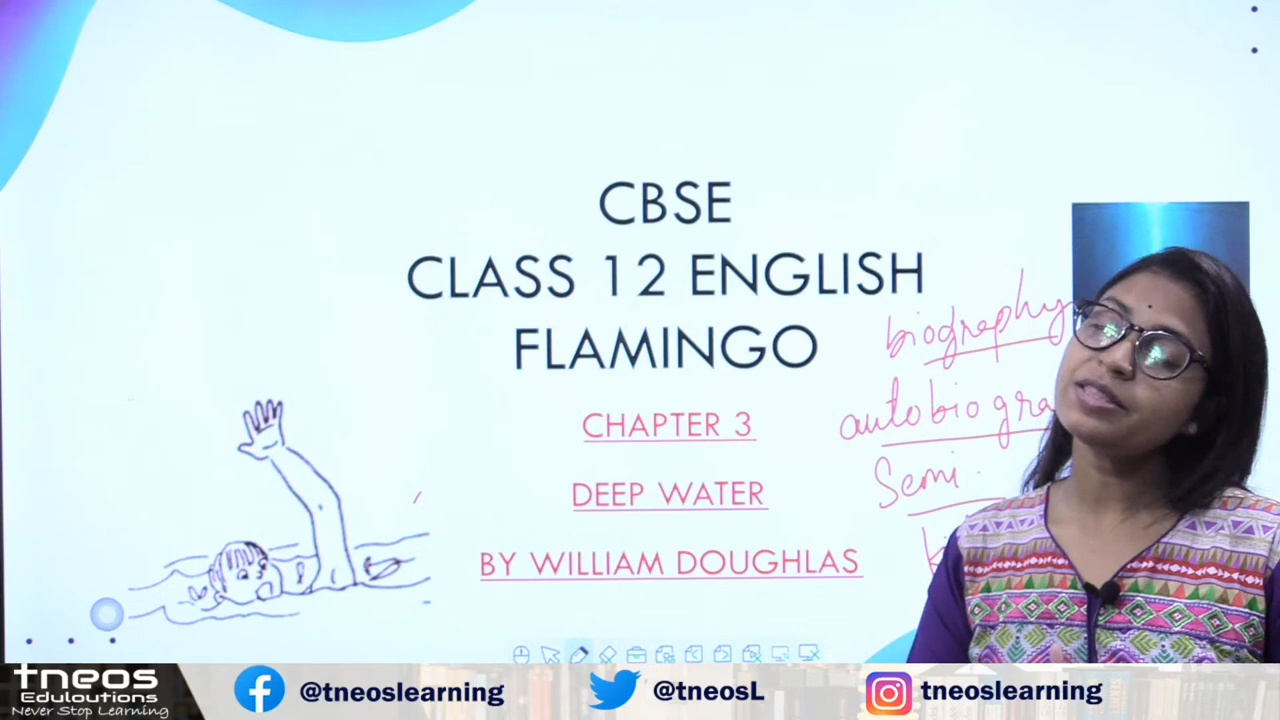 CBSE
CLASS 12 ENGLISH
FLAMINGO
CHAPTER 3
DEEP WATER
BY WILLIAM DOUGHLAS
biography
autobiogra
Semi
tneos
Eduloutions
Never Stop Learning
@tneoslearning
@tneosL
tneoslearning